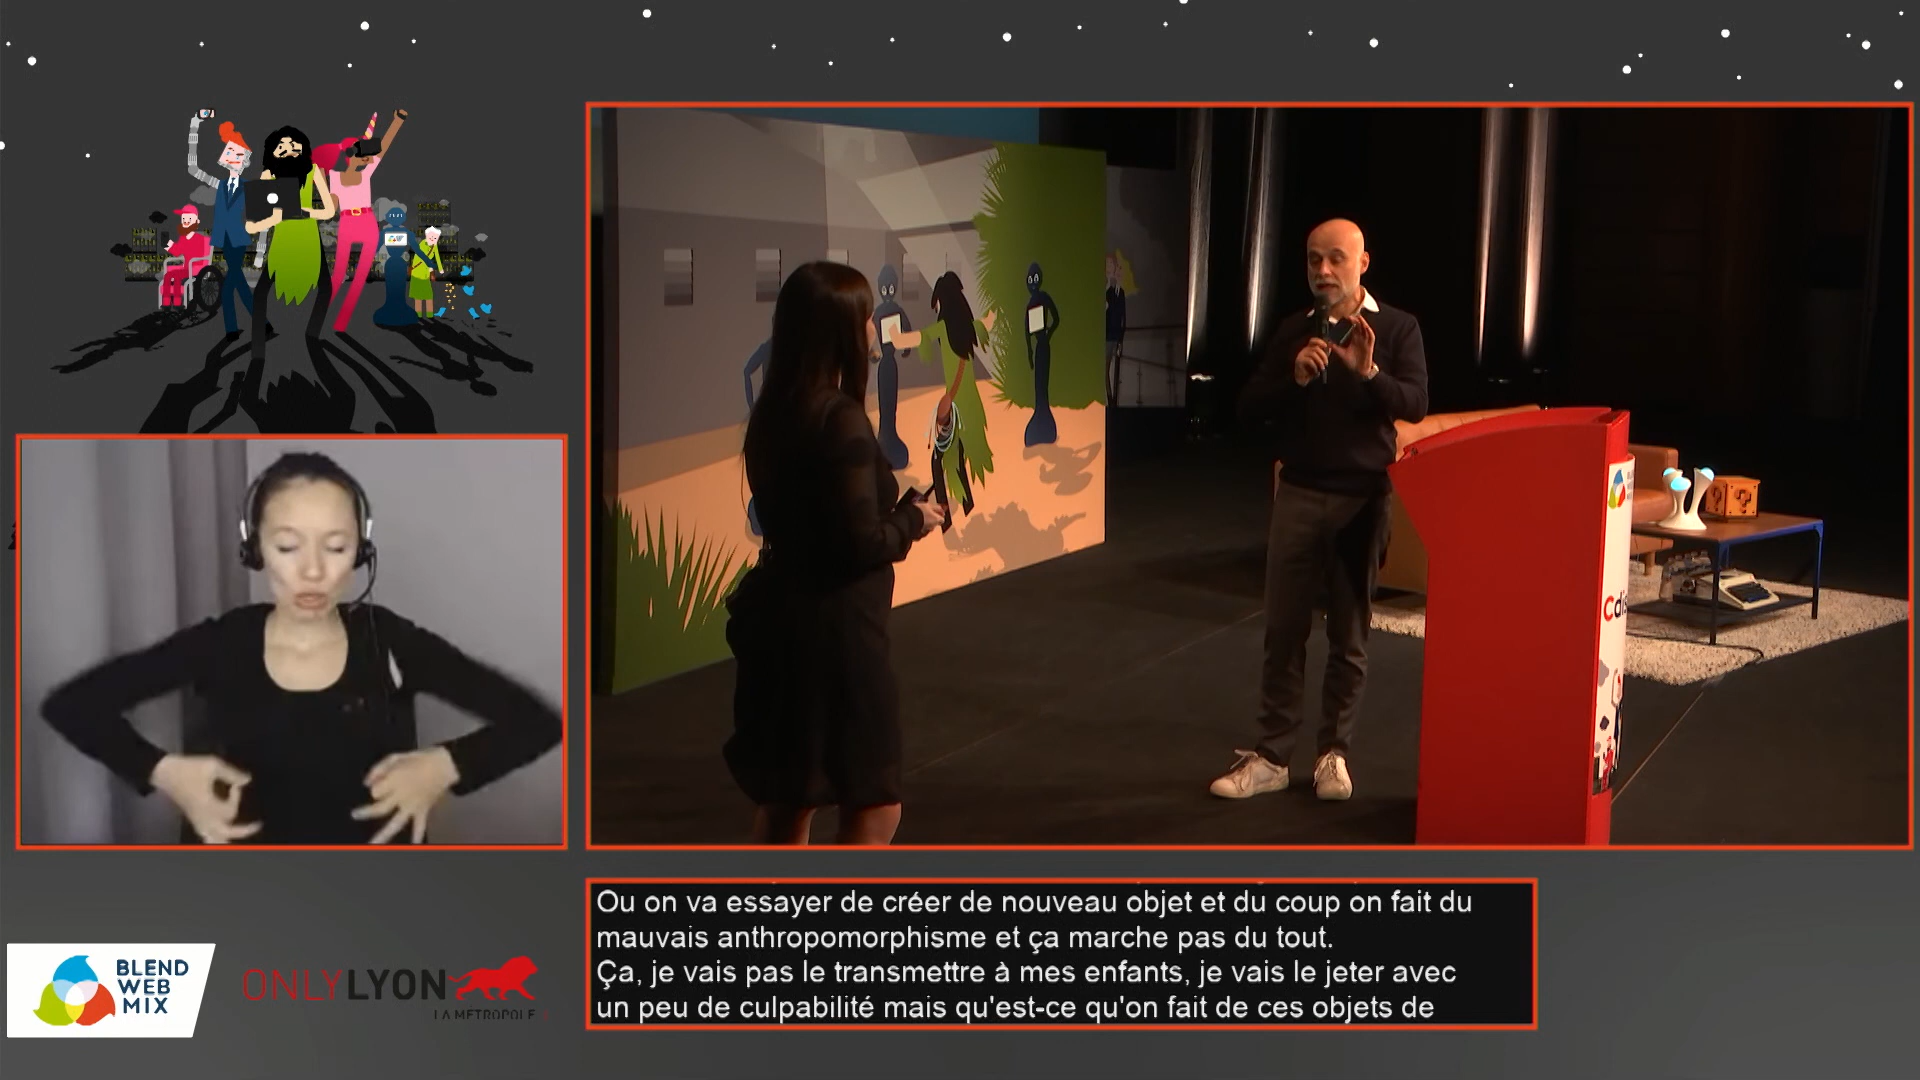 Ou on va essayer de créer de nouveau objet et du coup on fait du
mauvais anthropomorphisme et ça marche pas du tout.
Ça, je vais pas le transmettre à mes enfants, je vais le jeter avec
un peu de culpabilité mais qu'est-ce qu'on fait de ces objets de
BLEND
WEB
MIX
ONLYLYON
LA METROPOLE
Cdis